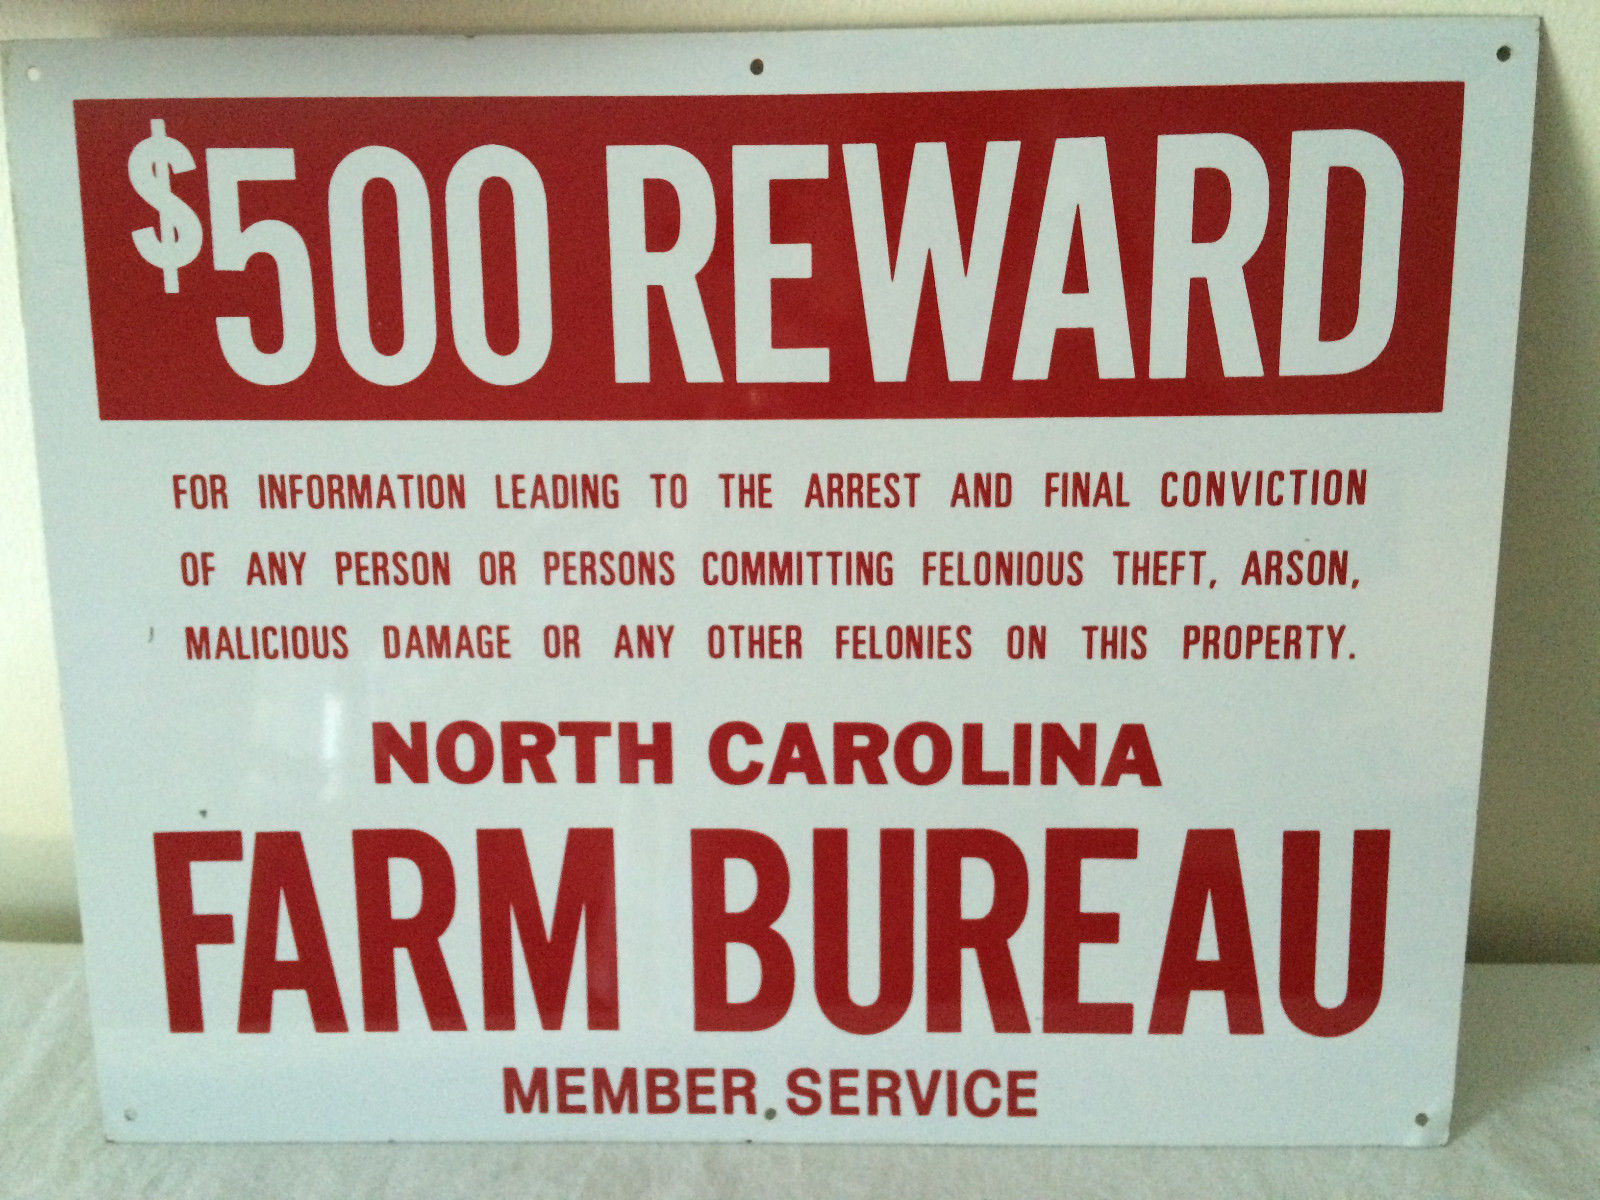 $500 REWARD
FOR INFORMATION LEADING TO THE ARREST AND FINAL CONVICTION
OF ANY PERSON OR PERSONS COMMITTING FELONIOUS THEFT, ARSON,
MALICIOUS DAMAGE OR ANY OTHER FELONIES ON THIS PROPERTY.
NORTH CAROLINA
FARM BUREAU
MEMBER SERVICE